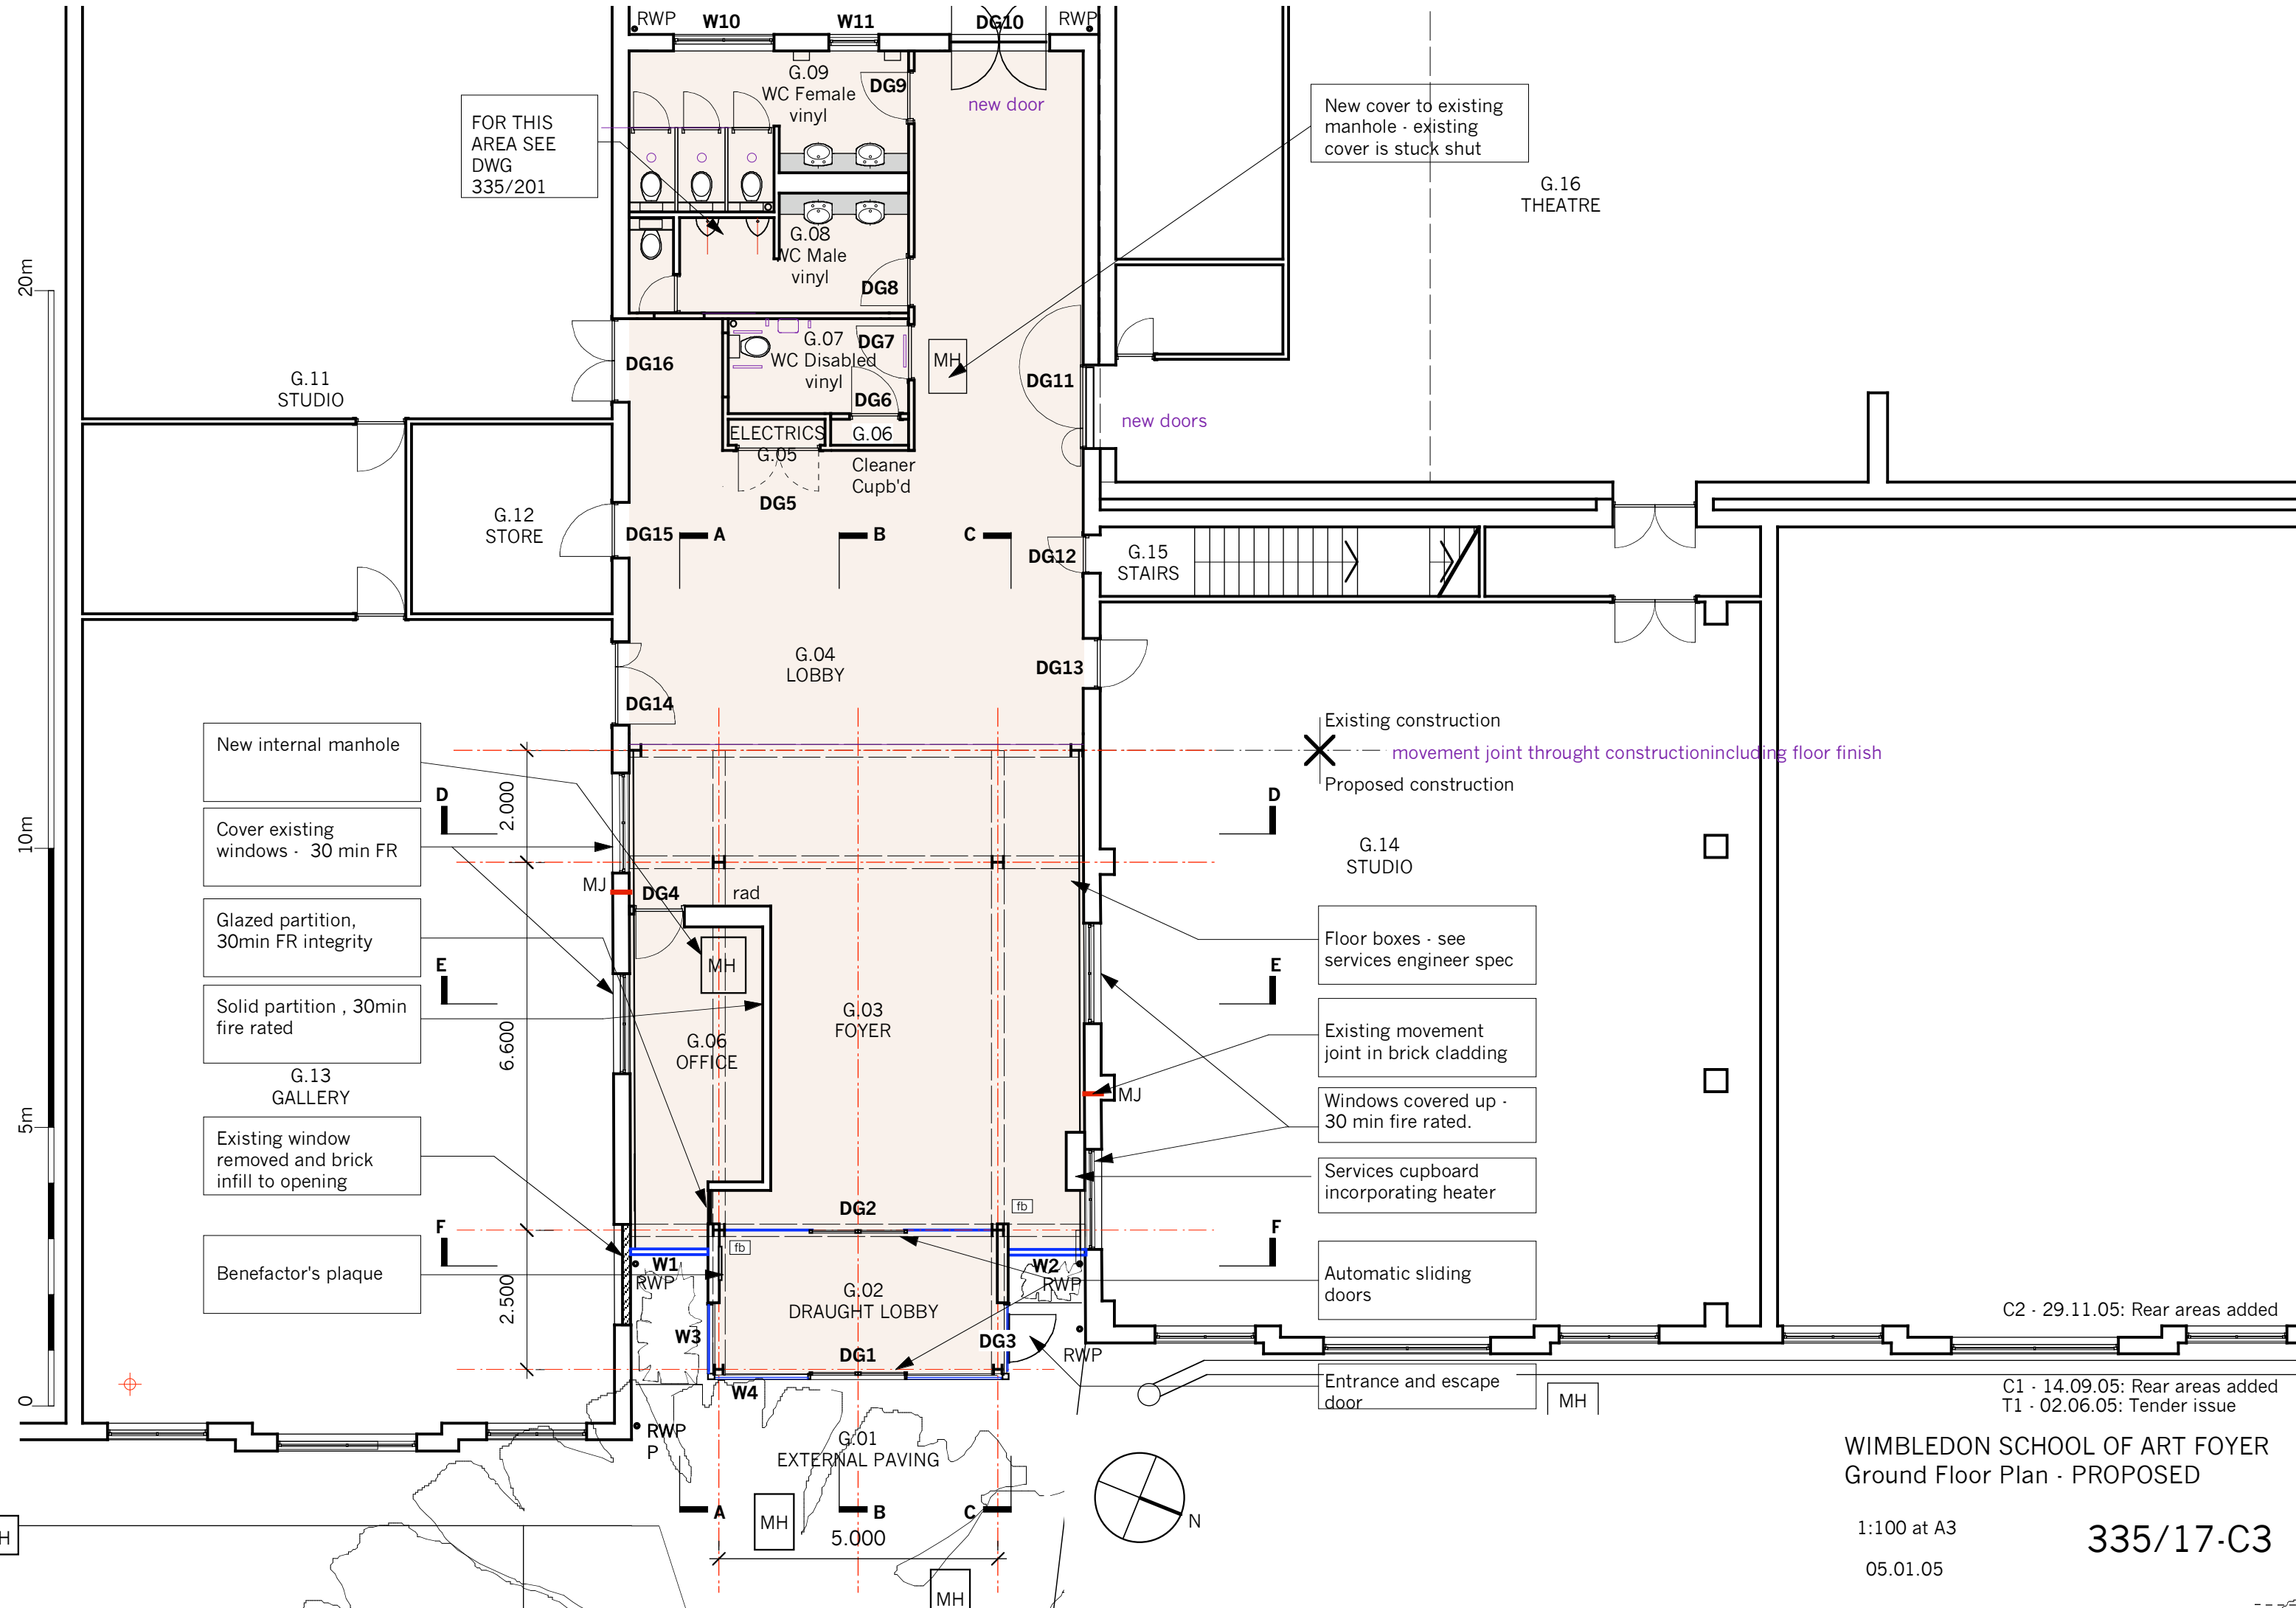 RWP
W10
W11
DG10
RWP
G.09
WC Female
vinyl
DG9
new door
FOR THIS
AREA SEE
DWG
335/201
New cover to existing
manhole - existing
cover is stuck shut
G.16
THEATRE
G.08
WC Male
vinyl
DG8
20m
G.07
WC Disabled
vinyl
DG7
MH
DG16
DG11
G.11
STUDIO
DG6
new doors
ELECTRICS
G.05
G.06
Cleaner
Cupb'd
DG5
G.12
STORE
DG15
A
B
C
DG12
G.15
STAIRS
G.04
LOBBY
DG13
DG14
Existing construction
movement joint throught constructionincluding floor finish
Proposed construction
New internal manhole
D
2.000
D
10m
Cover existing
windows - 30 min FR
G.14
STUDIO
MJ
DG4
rad
Glazed partition,
30min FR integrity
Floor boxes - see
services engineer spec
E
MH
E
Solid partition , 30min
fire rated
G.03
FOYER
6.600
G.06
OFFICE
Existing movement
joint in brick cladding
G.13
GALLERY
MJ
5m
Windows covered up -
30 min fire rated.
Existing window
removed and brick
infill to opening
Services cupboard
incorporating heater
DG2
fb
F
F
fb
W1
RWP
W2
RWP
Benefactor's plaque
Automatic sliding
doors
2.500
G.02
DRAUGHT LOBBY
C2 - 29.11.05: Rear areas added
W3
DG3
DG1
RWP
W4
0
Entrance and escape
door
MH
C1 - 14.09.05: Rear areas added
T1 - 02.06.05: Tender issue
RWP
P
G.01
EXTERNAL PAVING
WIMBLEDON SCHOOL OF ART FOYER
Ground Floor Plan - PROPOSED
A
B
C
MH
N
5.000
H
1:100 at A3
335/17-C3
05.01.05
MH